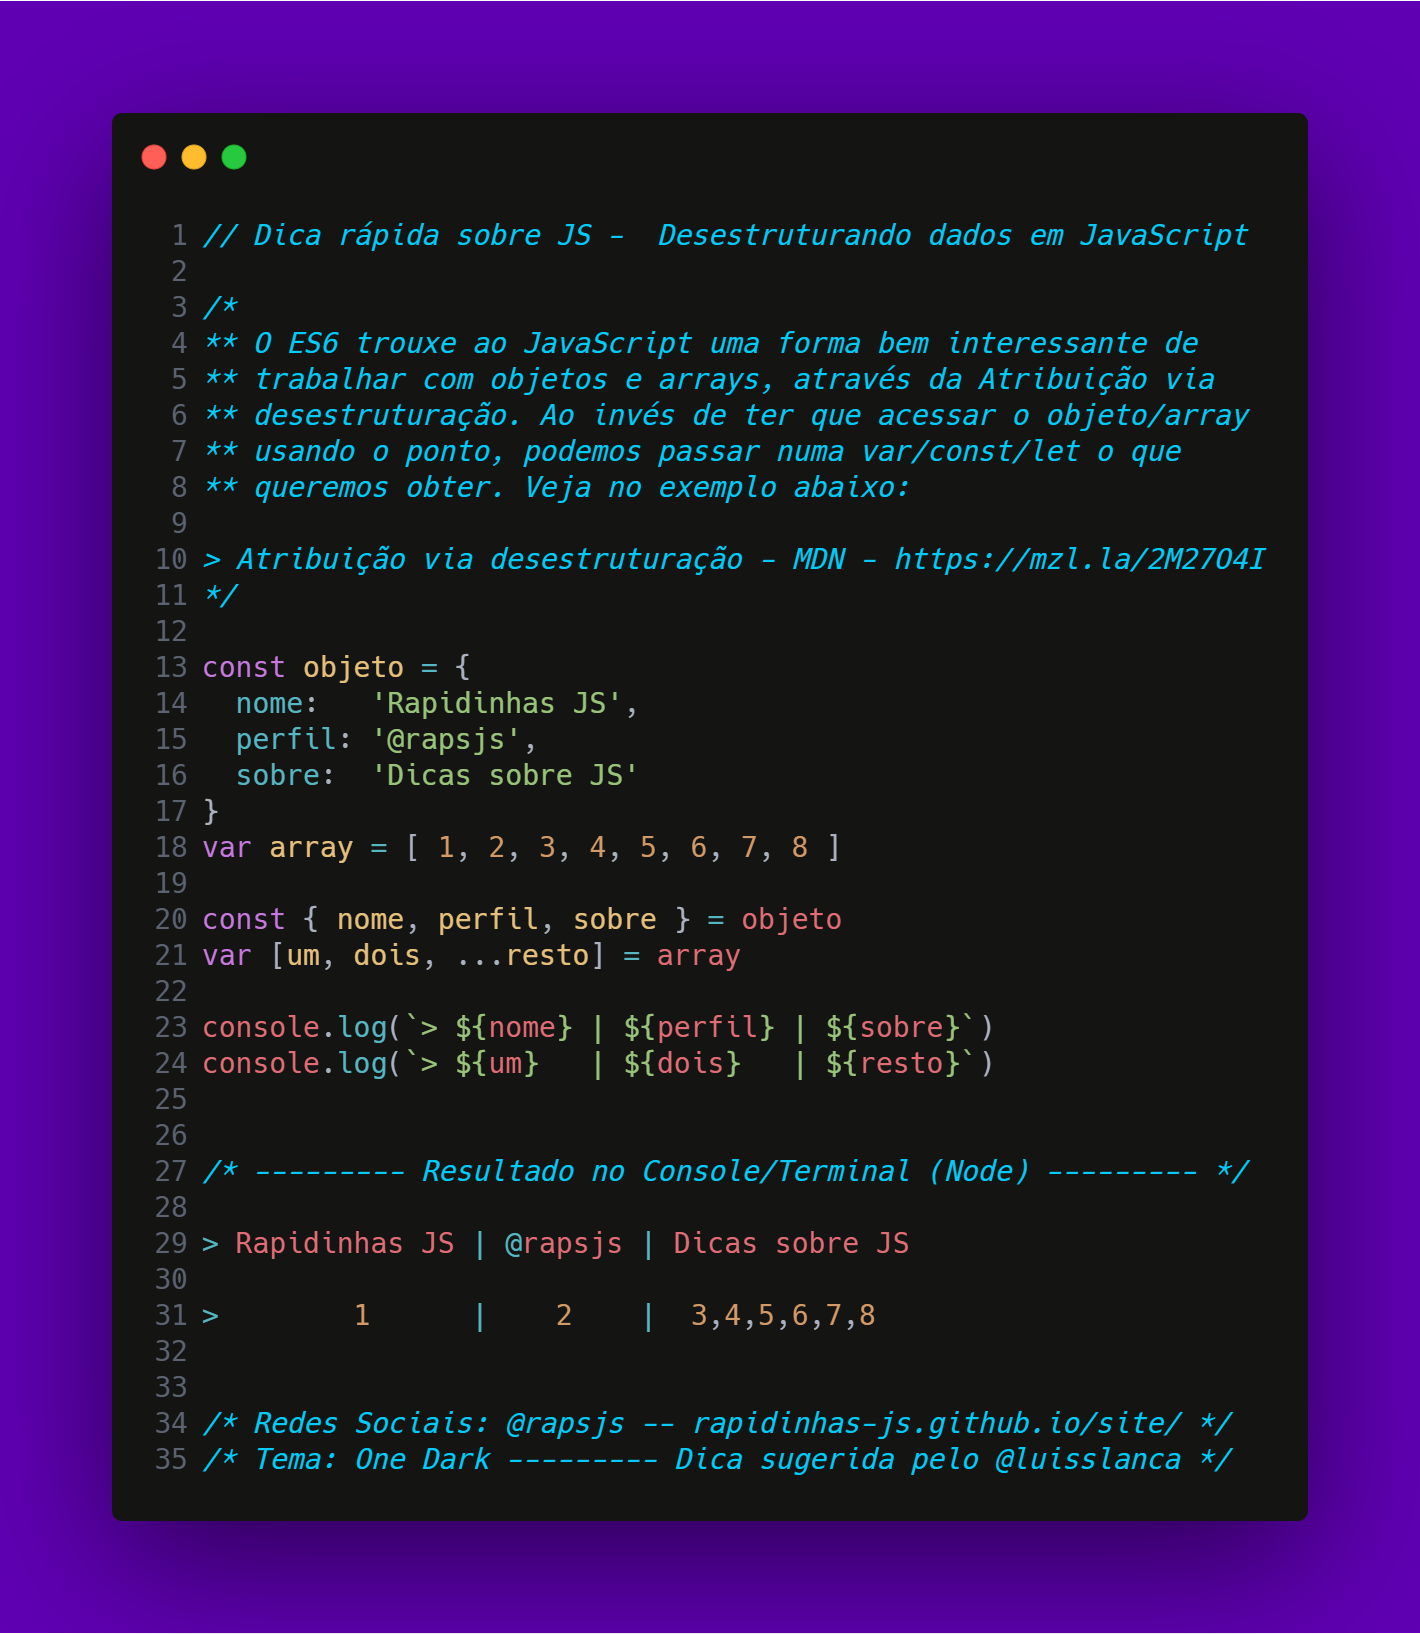 1 // Dica rápida sobre JS -  Desestruturando dados em JavaScript
2
3 /*
4 ** O ES6 trouxe ao JavaScript uma forma bem interessante de
5 ** trabalhar com objetos e arrays, através da Atribuição via
6 ** desestruturação. Ao invés de ter que acessar o objeto/array
7 ** usando o ponto, podemos passar numa var/const/let o que
8 ** queremos obter. Veja no exemplo abaixo:
9
10 > Atribuição via desestruturação - MDN - https://mzl.la/2M27O4I
11 */
12
13 const objeto = {
14   nome:   'Rapidinhas JS',
15   perfil: '@rapsjs',
16   sobre:  'Dicas sobre JS'
17 }
18 var array = [ 1, 2, 3, 4, 5, 6, 7, 8 ]
19
20 const { nome, perfil, sobre } = objeto
21 var [um, dois, ...resto] = array
22
23 console.log(`> ${nome} | ${perfil} | ${sobre}`)
24 console.log(`> ${um}   | ${dois}   | ${resto}`)
25
26
27 /* --------- Resultado no Console/Terminal (Node) --------- */
28
29 > Rapidinhas JS | @rapsjs | Dicas sobre JS
30
31 >        1      |    2    |  3,4,5,6,7,8
32
33
34 /* Redes Sociais: @rapsjs -- rapidinhas-js.github.io/site/ */
35 /* Tema: One Dark --------- Dica sugerida pelo @luisslanca */